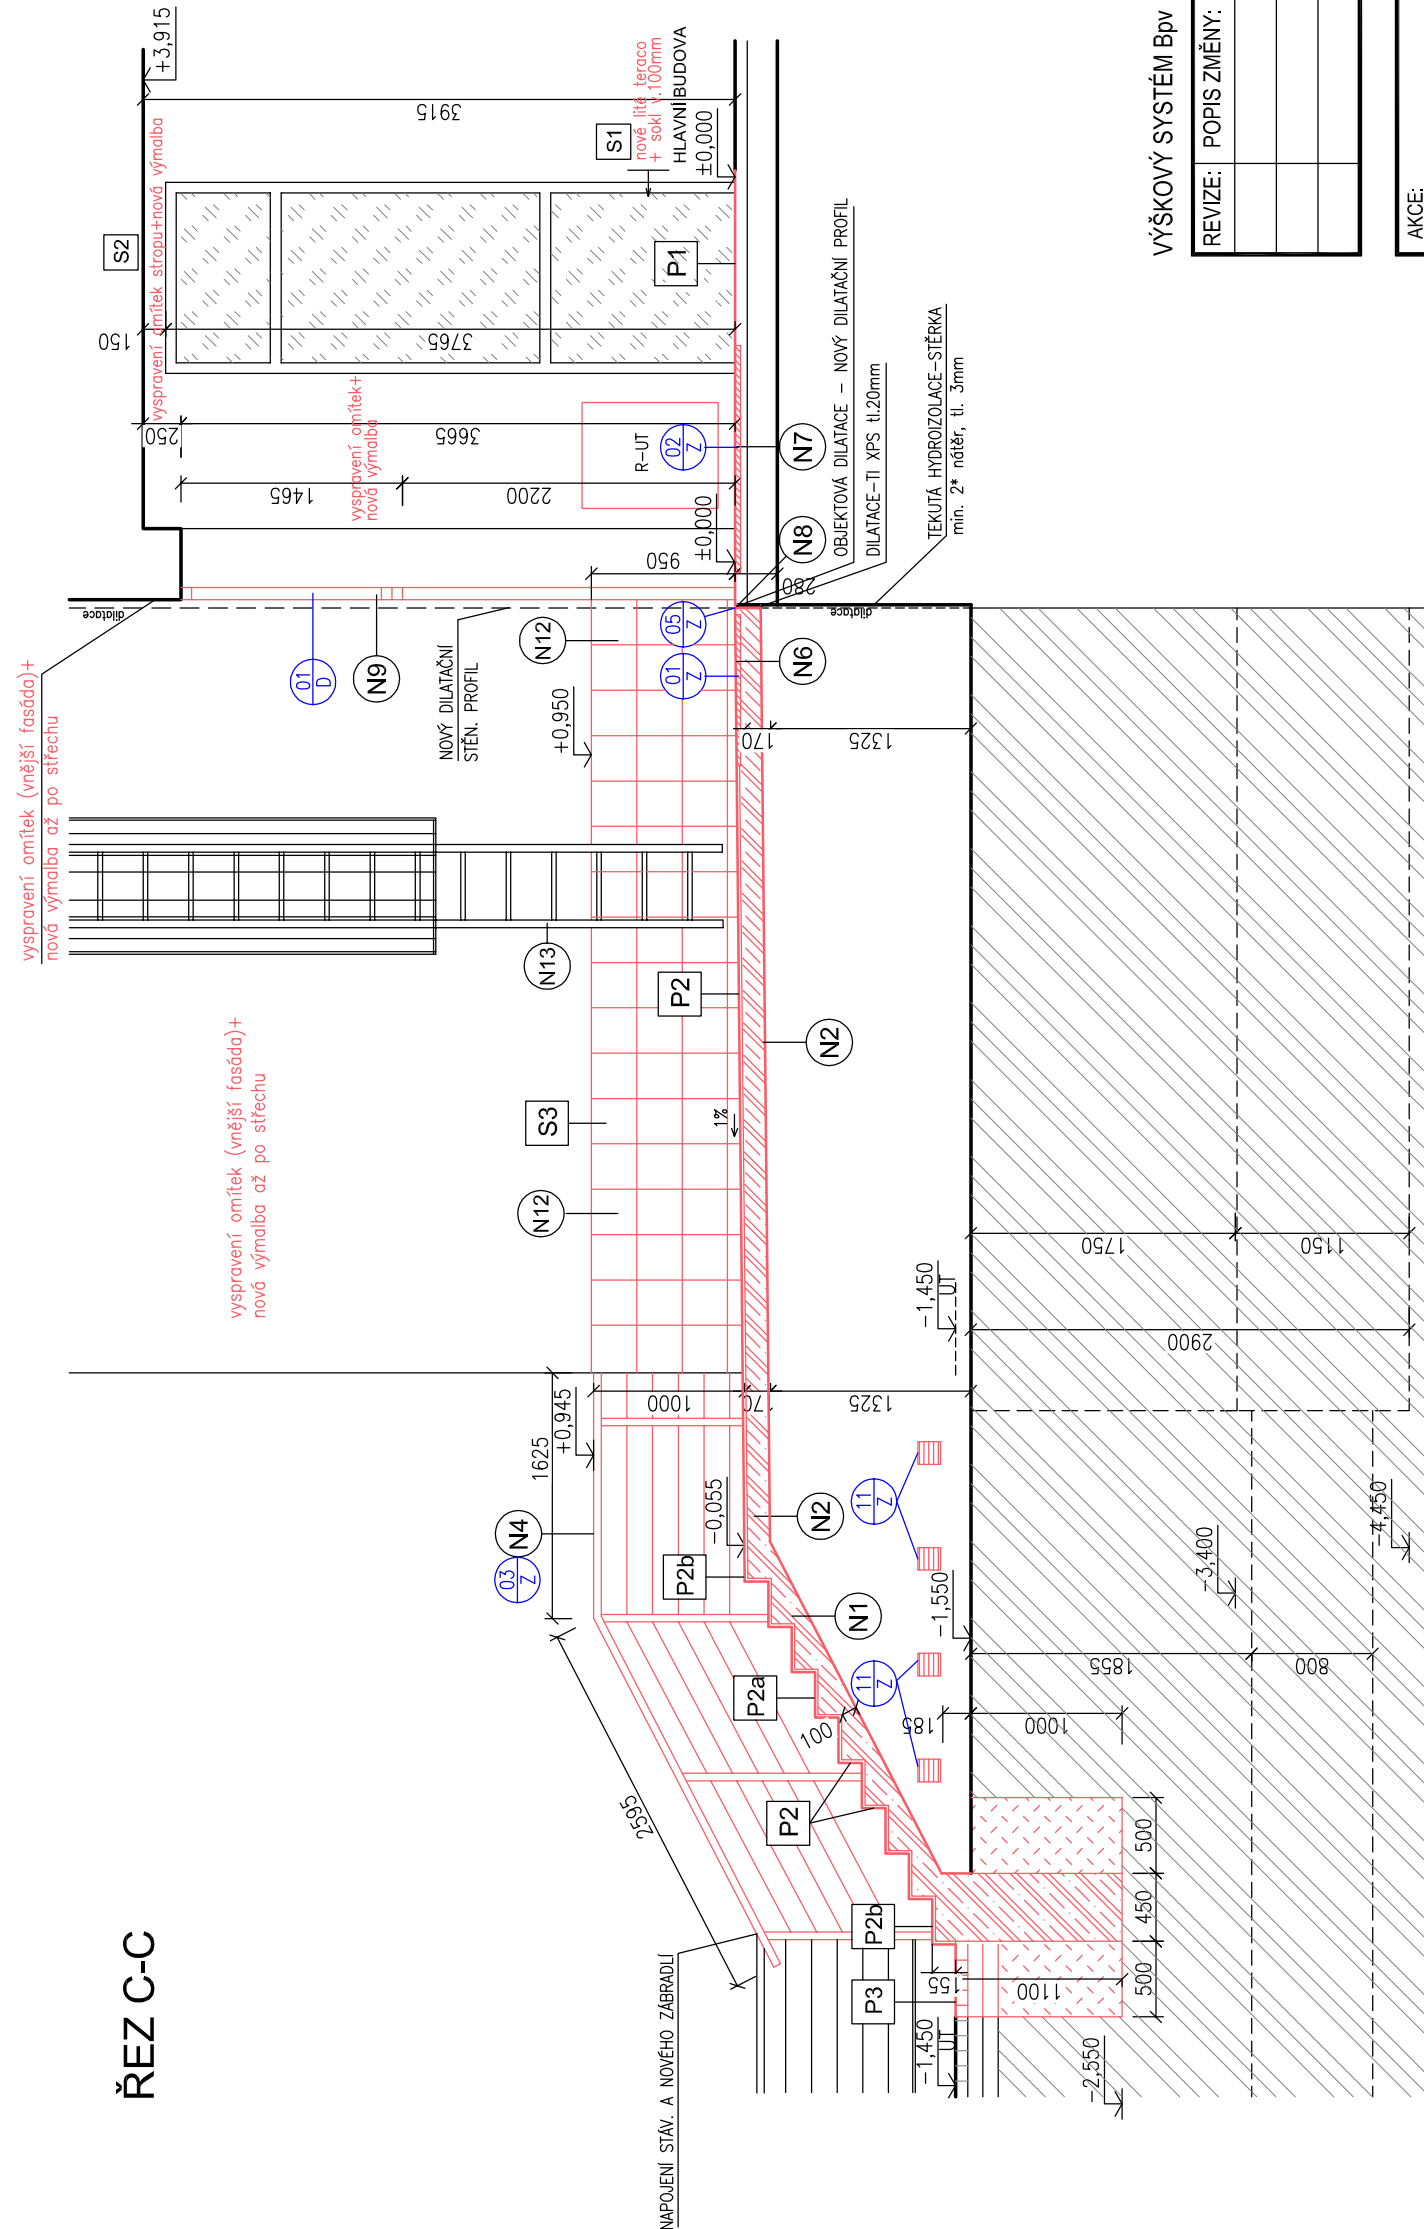 ŘEZ C-C
vyspravení omítek (vnější fasáda)+
nová výmalba až po střechu
vyspravení omítek (vnější fasáda)+
nová výmalba až po střechu
dilatace
01
D
N9
NOVÝ DILATAČNÍ
STĚN. PROFIL
N12
+0,950
N13
S3
N12
P2
1%
N2
S2
+3,915
vyspravení omítek stropu+nová výmalba
150
3765
3915
250
3665
1465
2200
vyspravení omítek+
nová výmalba
R-UT
02
Z
S1
nové lité teraco
+ sokl v.100mm
HLAVNÍ BUDOVA
±0,000
P1
N7
±0,000
950
N8
280
05
Z
01
Z
N6
dilatace
OBJEKTOVÁ DILATACE - NOVÝ DILATAČNÍ PROFIL
DILATACE-TI XPS tl.20mm
TEKUTÁ HYDROIZOLACE-STĚRKA
min. 2* nátěr, tl. 3mm
170
1325
1625
+0,945
1000
170
1325
03
Z
N4
-0,055
P2b
N2
11
Z
N1
11
Z
P2a
100
P2
2595
P2b
P3
155
1100
NAPOJENÍ STÁV. A NOVÉHO ZÁBRADLÍ
-1,450
UT
-2,550
500
450
500
185
1000
-1,550
1855
800
-3,400
-4,450
-1,450
UT
1750
1150
2900
VÝŠKOVÝ SYSTÉM Bpv
REVIZE:
POPIS ZMĚNY:
AKCE: